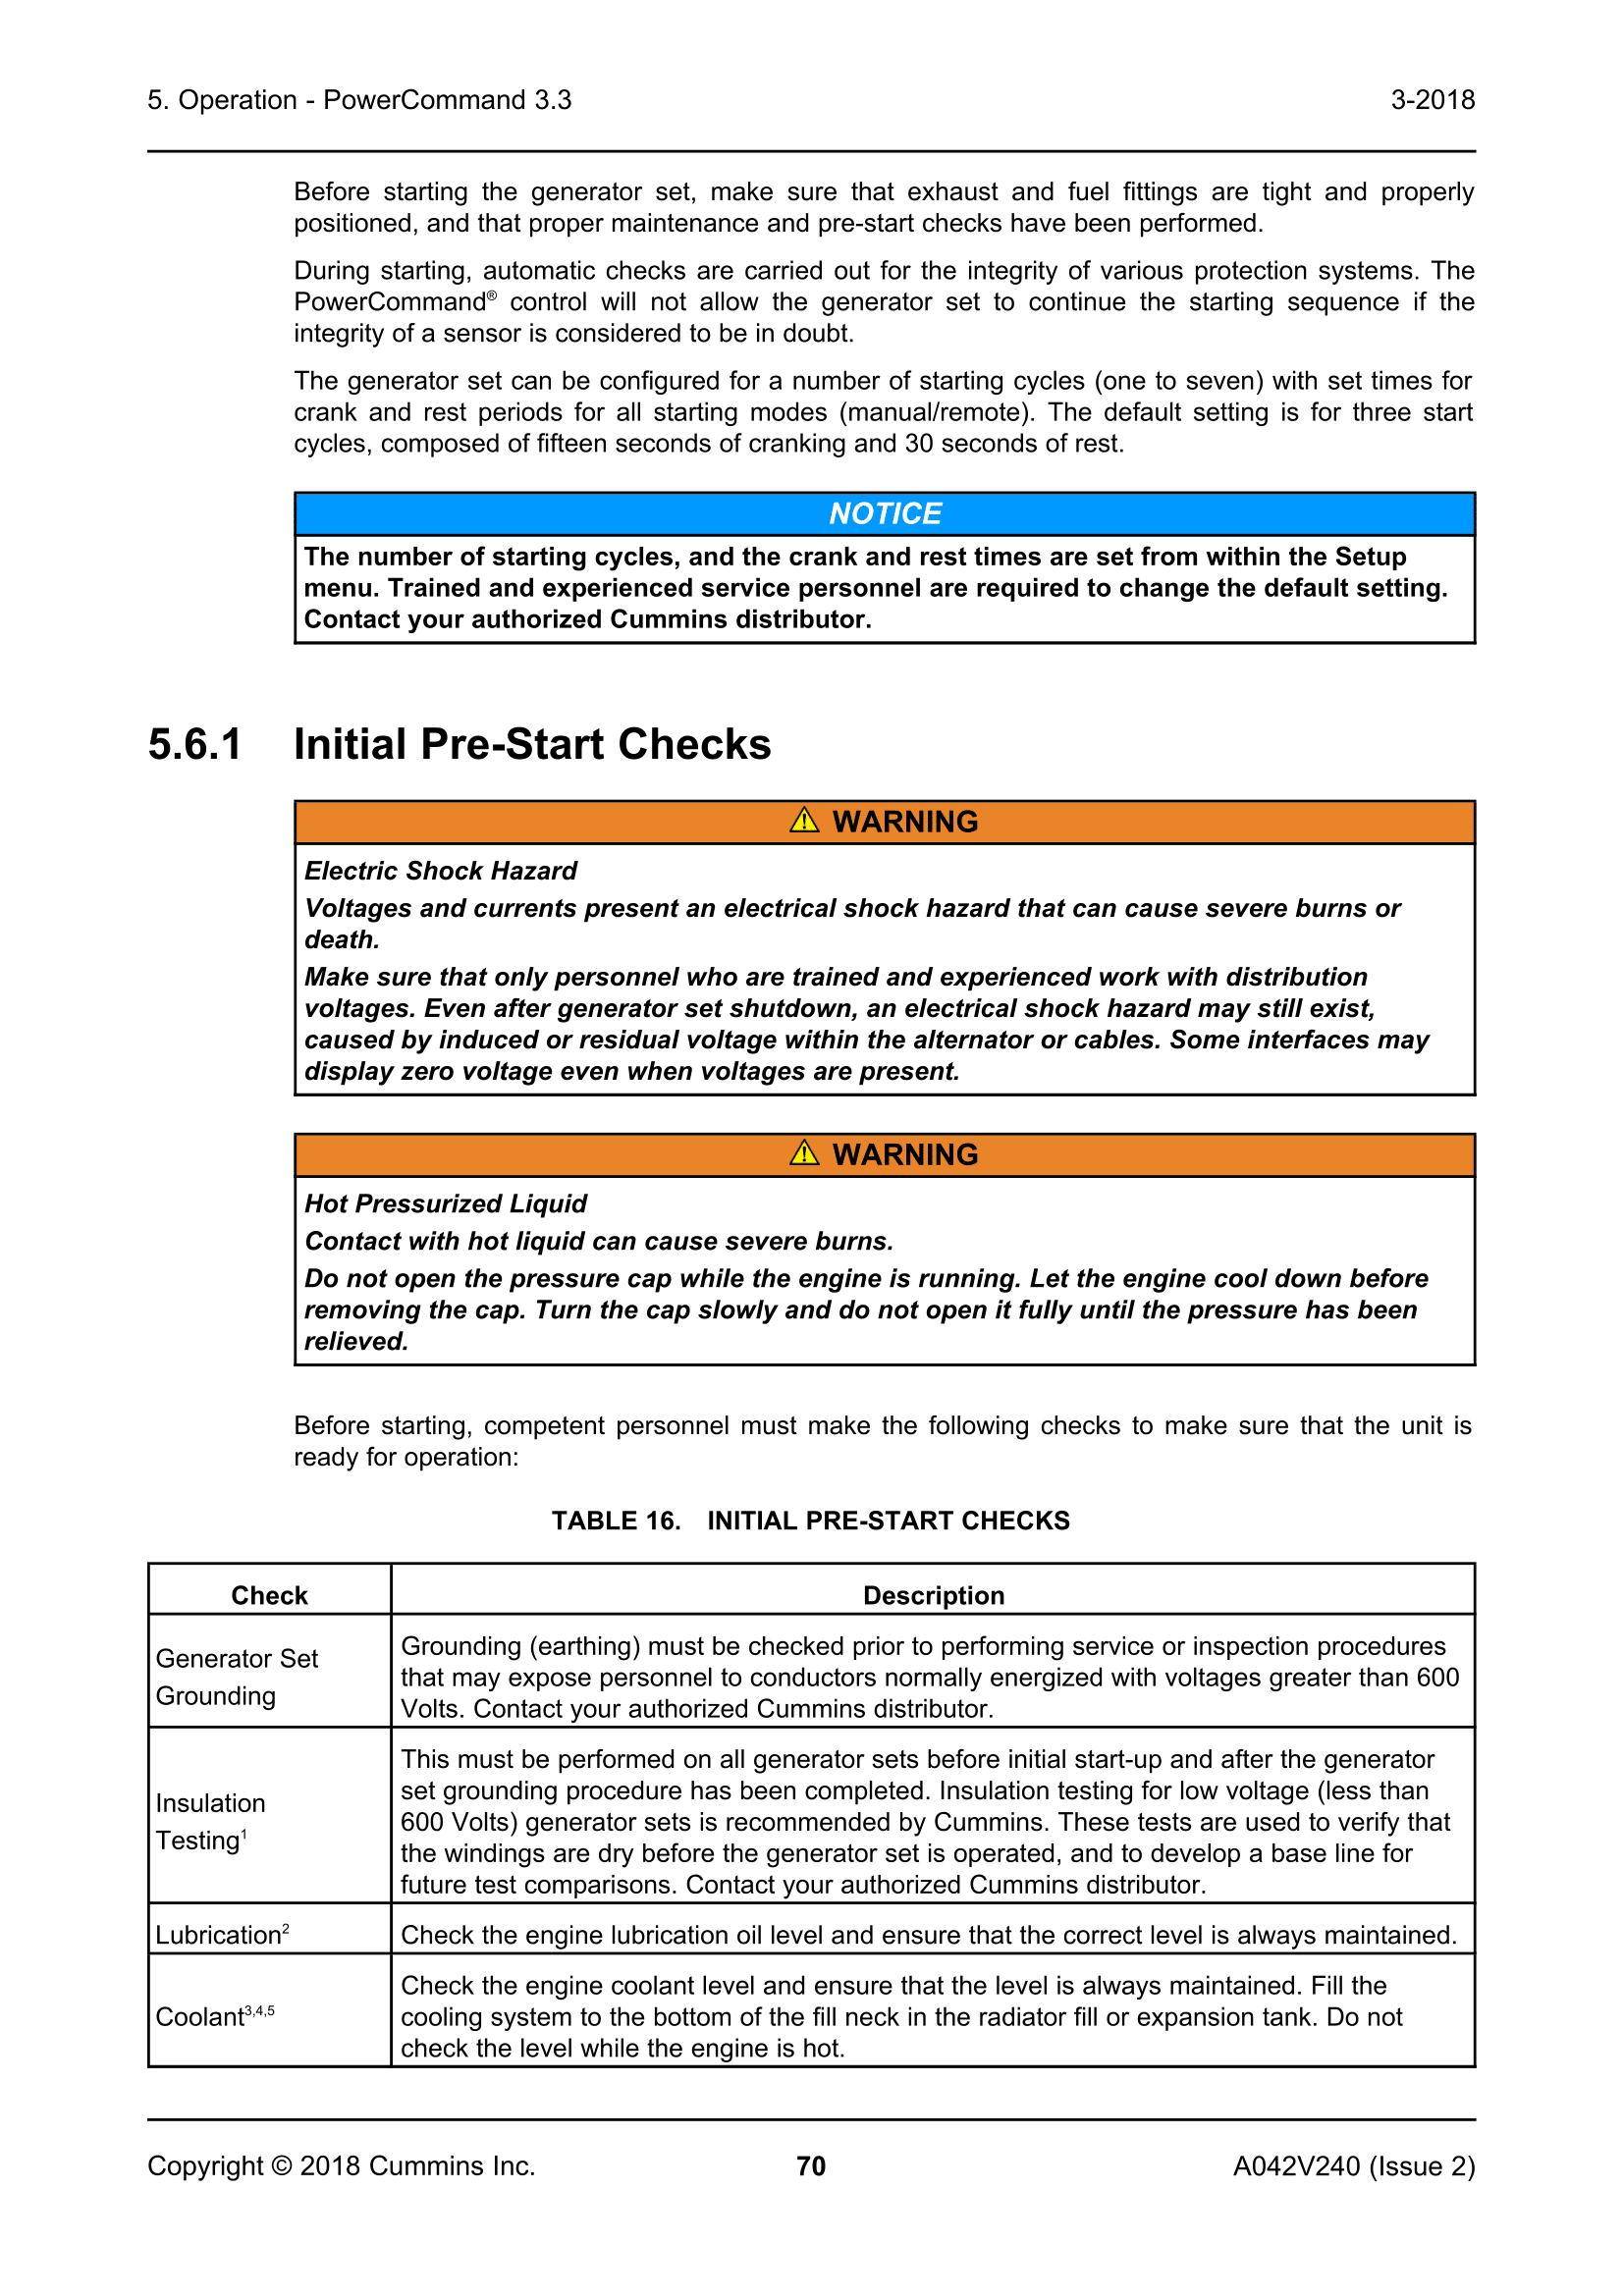 5. Operation - PowerCommand 3.3 3-2018
Before starting the generator set, make sure that exhaust and fuel fittings are tight and properly
positioned, and that proper maintenance and pre-start checks have been performed.
During starting, automatic checks are carried out for the integrity of various protection systems. The
PowerCommand® control will not allow the generator set to continue the starting sequence if the
integrity of a sensor is considered to be in doubt.
The generator set can be configured for a number of starting cycles (one to seven) with set times for
crank and rest periods for all starting modes (manual/remote). The default setting is for three start
cycles, composed of fifteen seconds of cranking and 30 seconds of rest.
NOTICE
The number of starting cycles, and the crank and rest times are set from within the Setup
menu. Trained and experienced service personnel are required to change the default setting.
Contact your authorized Cummins distributor.
5.6.1 Initial Pre-Start Checks
⚠ WARNING
Electric Shock Hazard
Voltages and currents present an electrical shock hazard that can cause severe burns or
death.
Make sure that only personnel who are trained and experienced work with distribution
voltages. Even after generator set shutdown, an electrical shock hazard may still exist,
caused by induced or residual voltage within the alternator or cables. Some interfaces may
display zero voltage even when voltages are present.
⚠ WARNING
Hot Pressurized Liquid
Contact with hot liquid can cause severe burns.
Do not open the pressure cap while the engine is running. Let the engine cool down before
removing the cap. Turn the cap slowly and do not open it fully until the pressure has been
relieved.
Before starting, competent personnel must make the following checks to make sure that the unit is
ready for operation:
TABLE 16. INITIAL PRE-START CHECKS
Check Description
Generator Set
Grounding
Grounding (earthing) must be checked prior to performing service or inspection procedures
that may expose personnel to conductors normally energized with voltages greater than 600
Volts. Contact your authorized Cummins distributor.
Insulation
Testing¹
This must be performed on all generator sets before initial start-up and after the generator
set grounding procedure has been completed. Insulation testing for low voltage (less than
600 Volts) generator sets is recommended by Cummins. These tests are used to verify that
the windings are dry before the generator set is operated, and to develop a base line for
future test comparisons. Contact your authorized Cummins distributor.
Lubrication² Check the engine lubrication oil level and ensure that the correct level is always maintained.
Coolant³,⁴,⁵
Check the engine coolant level and ensure that the level is always maintained. Fill the
cooling system to the bottom of the fill neck in the radiator fill or expansion tank. Do not
check the level while the engine is hot.
Copyright © 2018 Cummins Inc. 70 A042V240 (Issue 2)